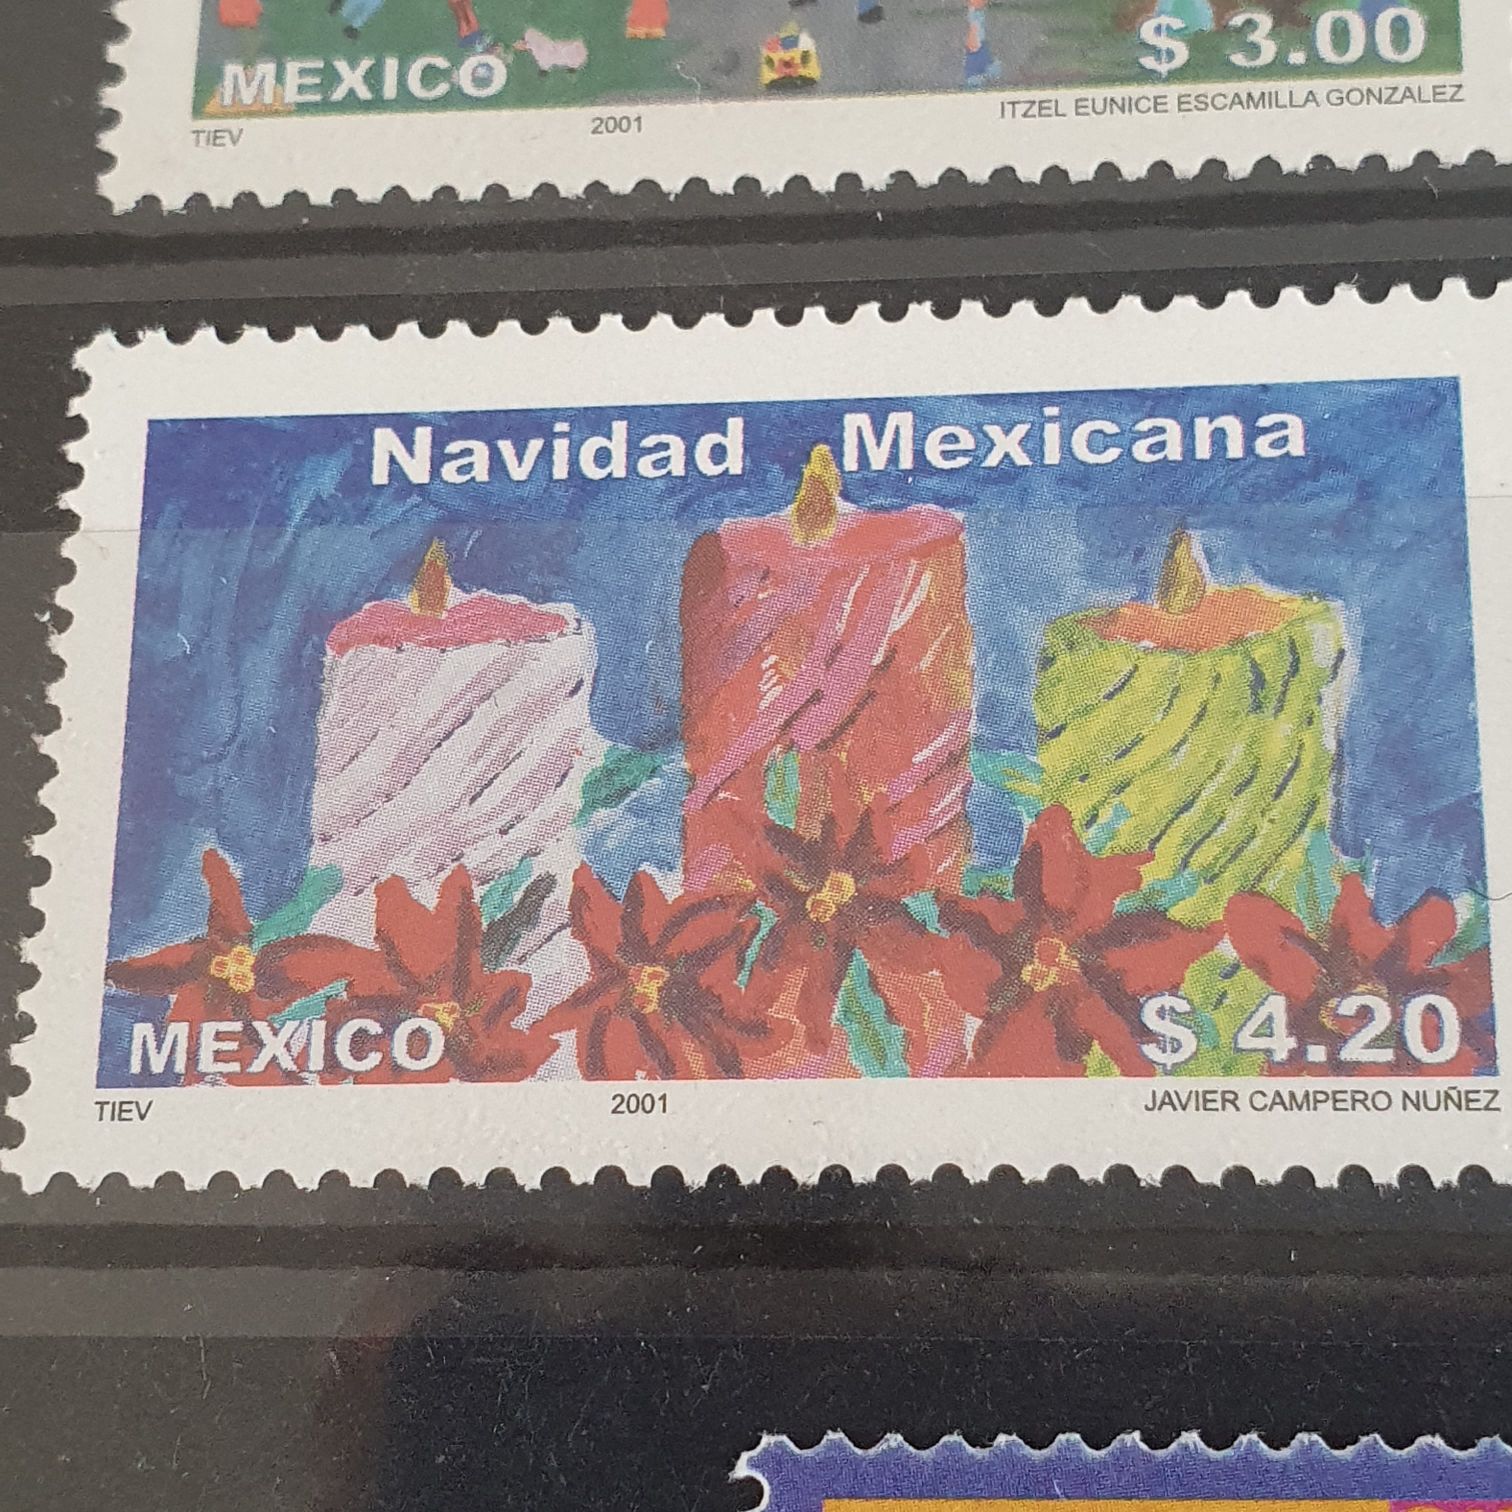 MEXICO $ 3.00
TIEV 2001 ITZEL EUNICE ESCAMILLA GONZALEZ
Navidad Mexicana
MEXICO $ 4.20
TIEV 2001 JAVIER CAMPERO NUÑEZ